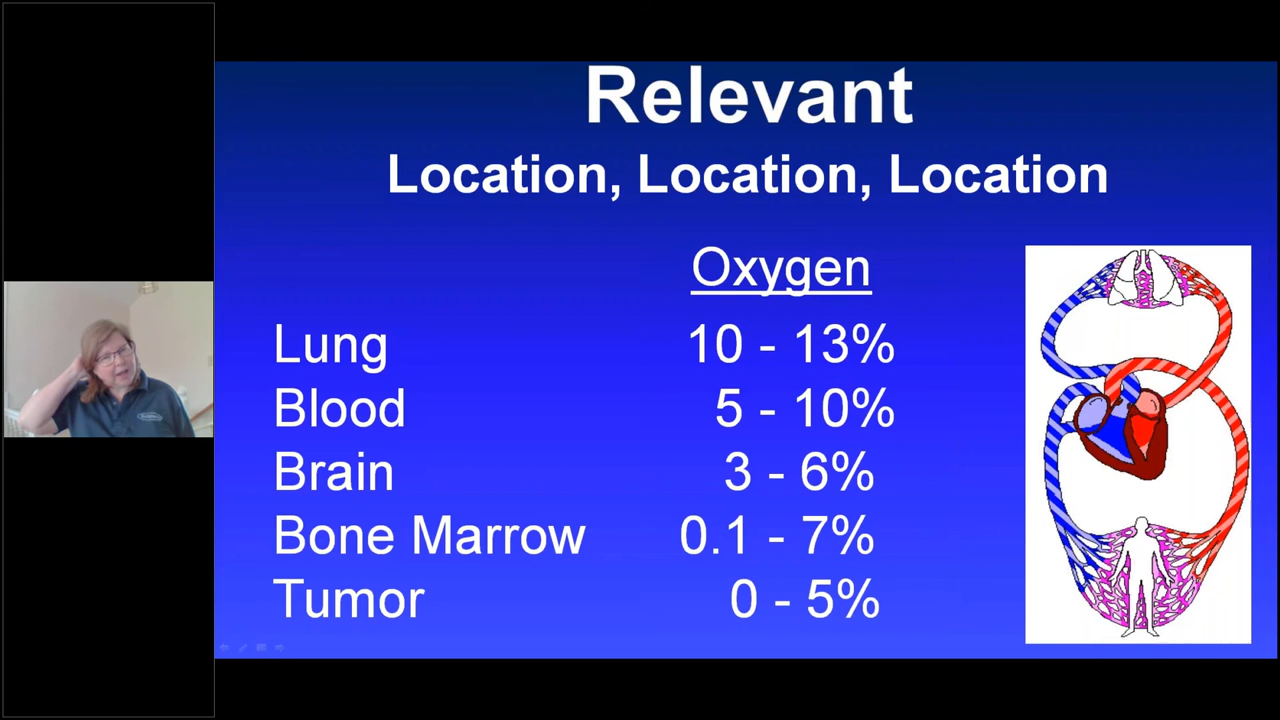 Relevant
Location, Location, Location
Oxygen
Lung 10 - 13%
Blood 5 - 10%
Brain 3 - 6%
Bone Marrow 0.1 - 7%
Tumor 0 - 5%